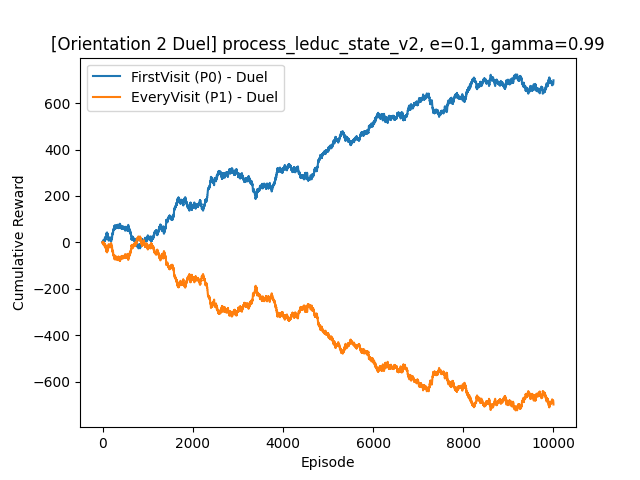 [Orientation 2 Duel] process_leduc_state_v2, e=0.1, gamma=0.99
FirstVisit (P0) - Duel
EveryVisit (P1) - Duel
Cumulative Reward
600
400
200
0
−200
−400
−600
0
2000
4000
6000
8000
10000
Episode